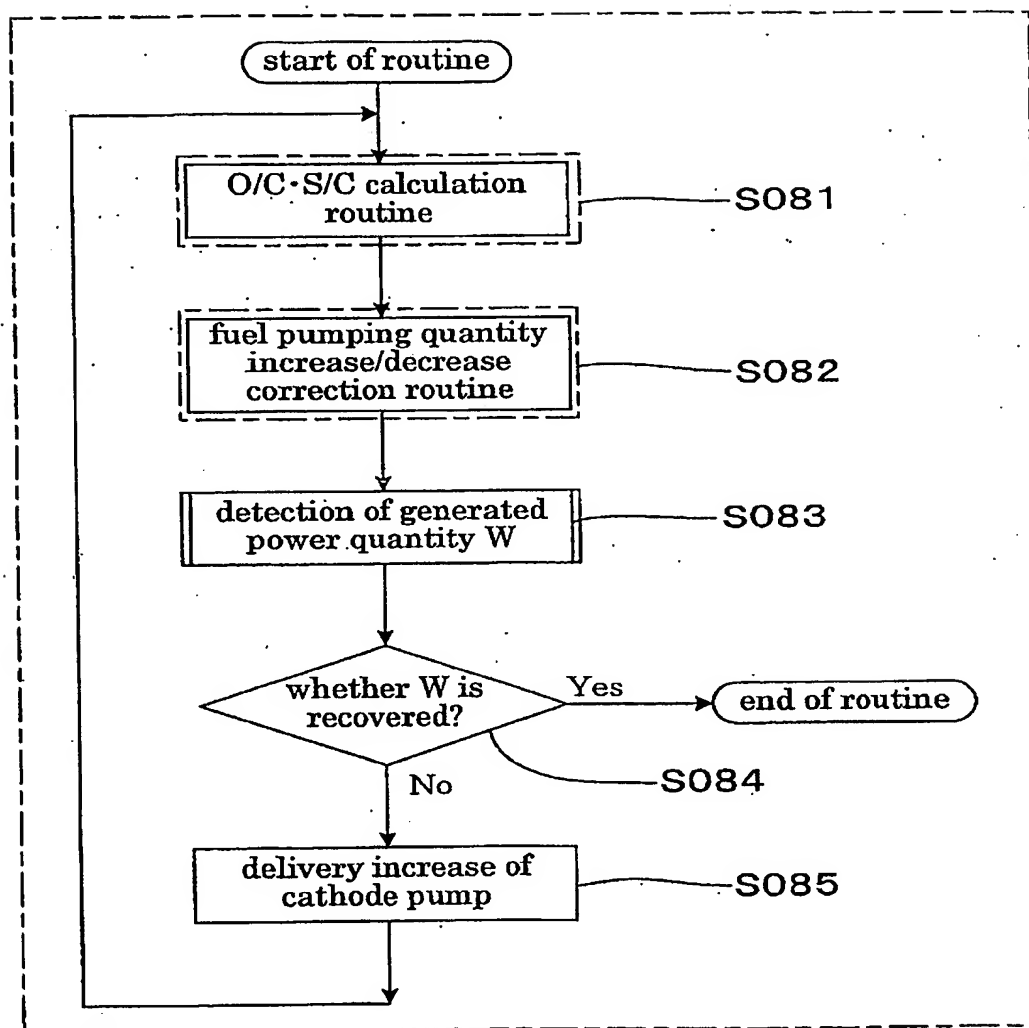 start of routine
O/C·S/C calculation
routine
S081
fuel pumping quantity
increase/decrease
correction routine
S082
detection of generated
power quantity W
S083
whether W is
recovered?
Yes
end of routine
S084
No
delivery increase of
cathode pump
S085